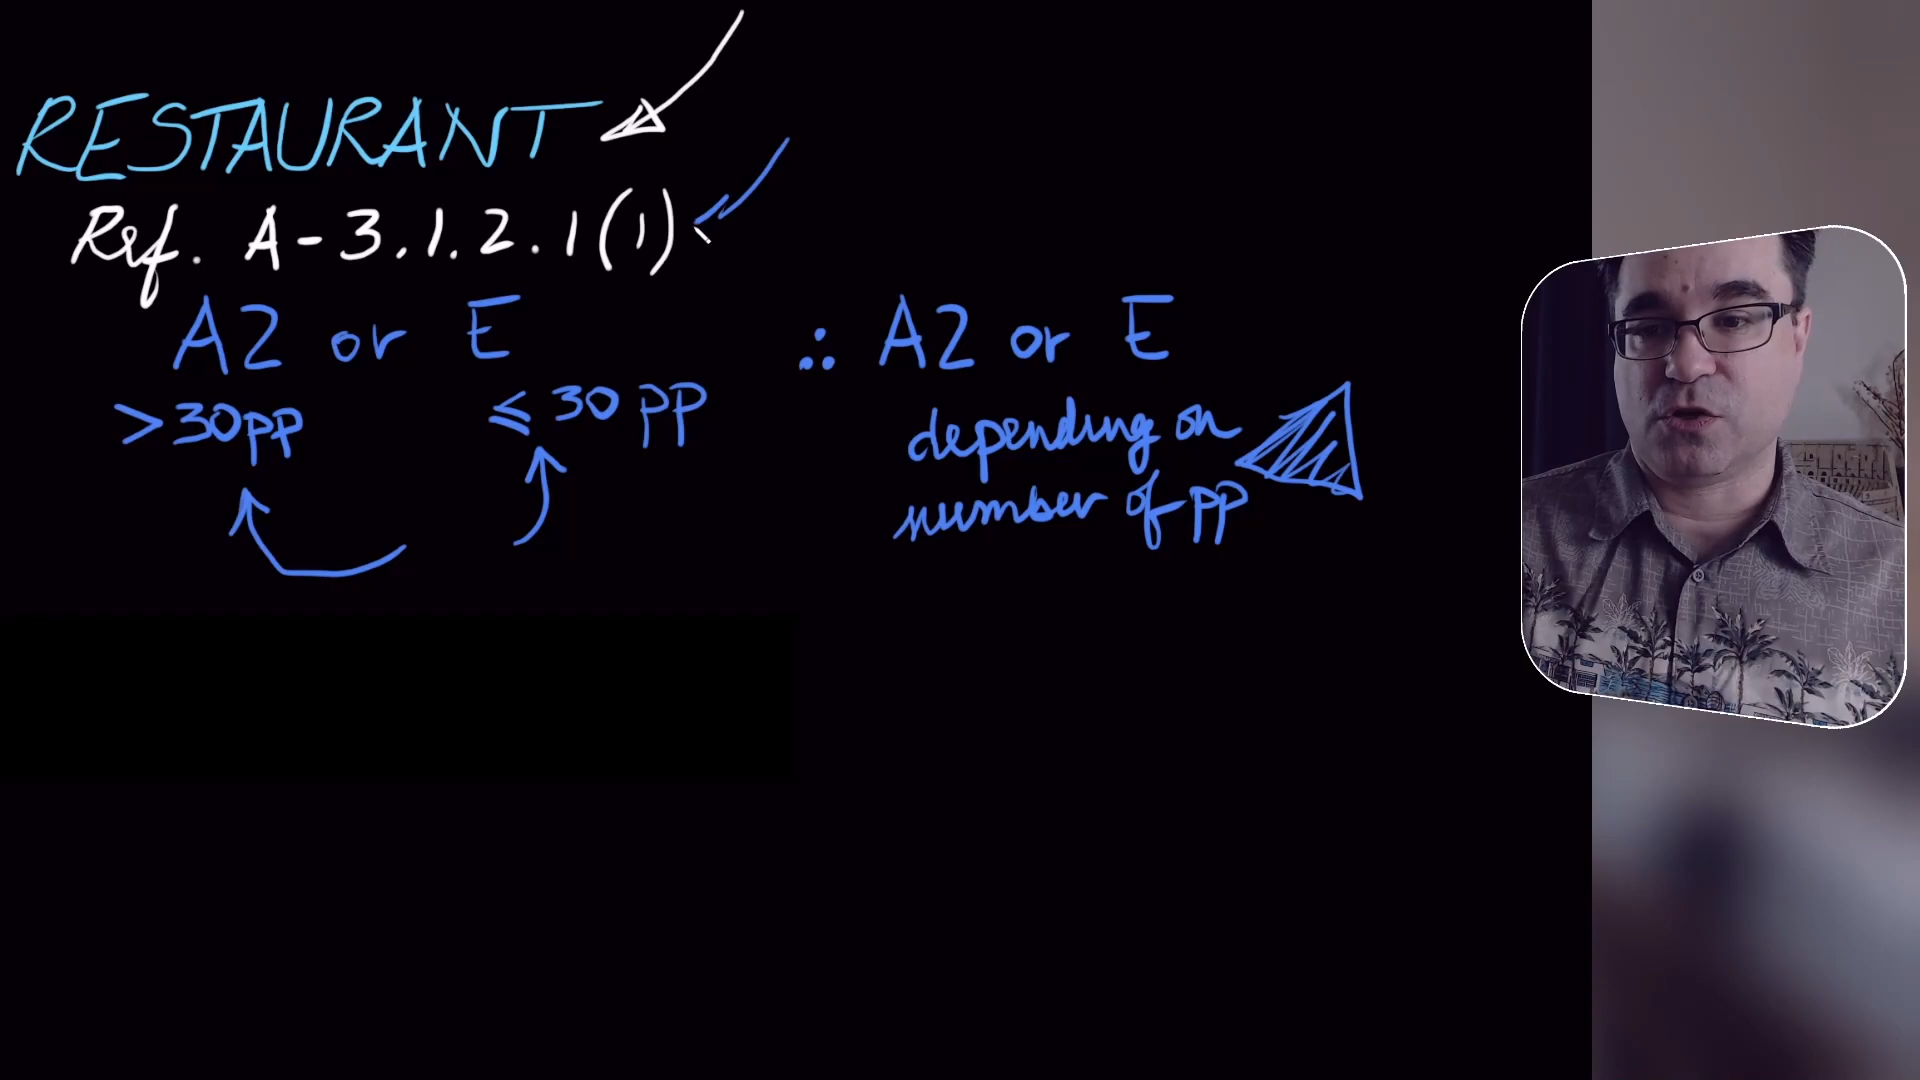 RESTAURANT
Ref. A-3.1.2.1(1)
A2 or E
>30pp
≤ 30 pp
∴ A2 or E
depending on
number of pp